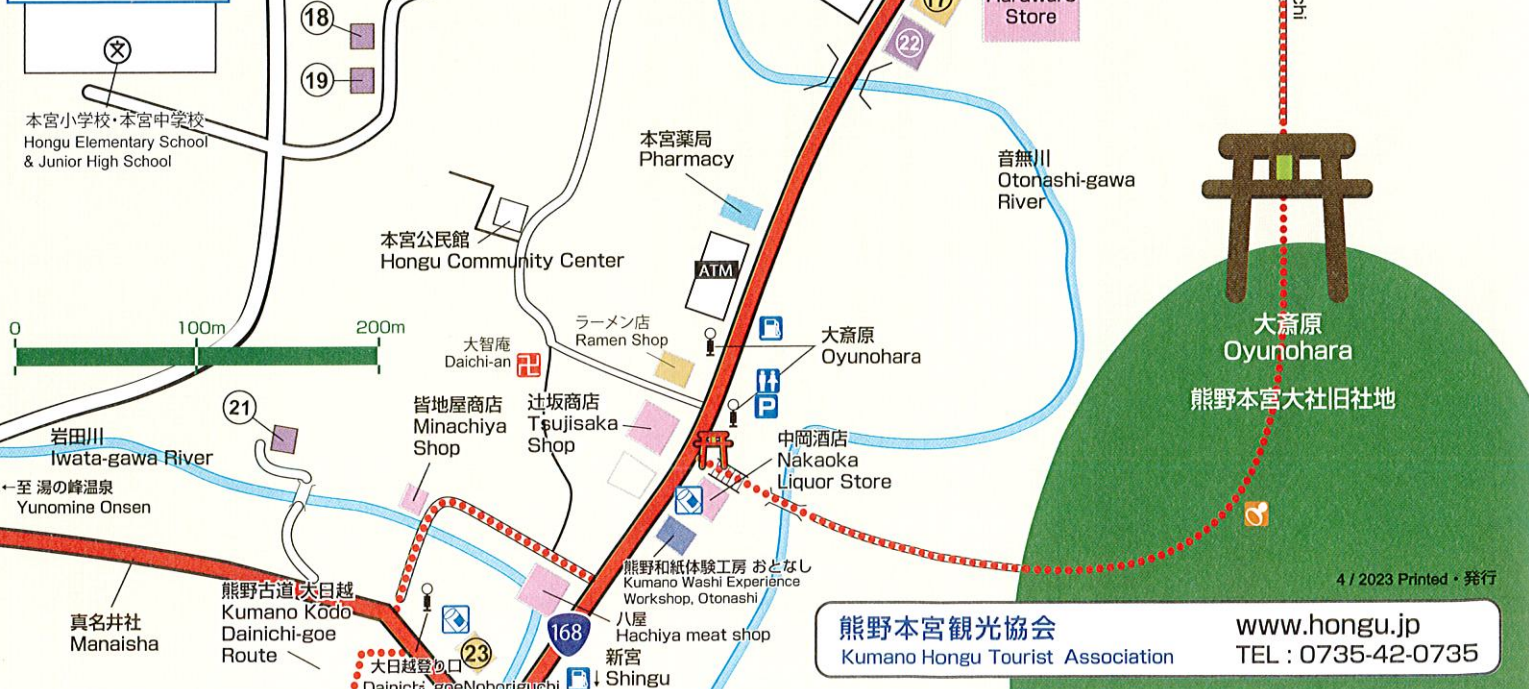 17
Store
chi
18
22
文
19
本宮小学校・本宮中学校
Hongu Elementary School
& Junior High School
本宮薬局
Pharmacy
音無川
Otonashi-gawa
River
本宮公民館
Hongu Community Center
ATM
0
100m
200m
ラーメン店
Ramen Shop
大智庵
Daichi-an
卍
大斎原
Oyunohara
P
大斎原
Oyunohara
熊野本宮大社旧社地
21
皆地屋商店
Minachiya
Shop
辻坂商店
Tsujisaka
Shop
岩田川
Iwata-gawa River
中岡酒店
Nakaoka
Liquor Store
←至 湯の峰温泉
Yunomine Onsen
熊野和紙体験工房 おとなし
Kumano Washi Experience
Workshop, Otonashi
4 / 2023 Printed・発行
熊野古道 大日越
Kumano Kodo
Dainichi-goe
Route
真名井社
Manaisha
八屋
Hachiya meat shop
168
23
新宮
↓ Shingu
大日越登り口
Dainichi-goeNoboriguchi
熊野本宮観光協会
Kumano Hongu Tourist Association
www.hongu.jp
TEL : 0735-42-0735